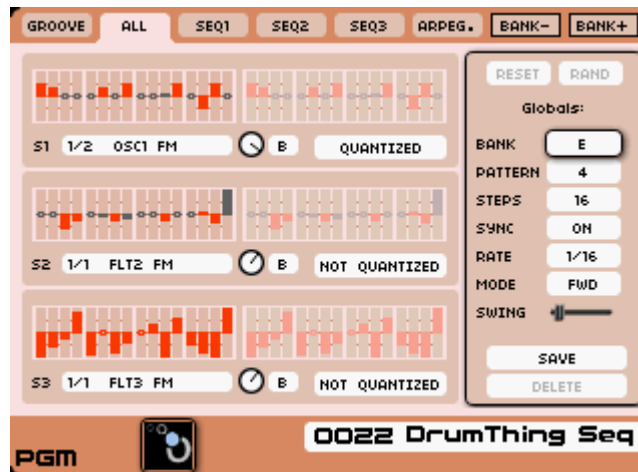 GROOVE ALL SEQ1 SEQ2 SEQ3 ARPEG. BANK- BANK+
RESET RAND
Globals:
S1 1/2 OSC1 FM B QUANTIZED
BANK E
PATTERN 4
STEPS 16
SYNC ON
S2 1/1 FLT2 FM B NOT QUANTIZED
RATE 1/16
MODE FWD
SWING
SAVE
S3 1/1 FLT3 FM B NOT QUANTIZED
DELETE
PGM 0022 DrumThing Seq